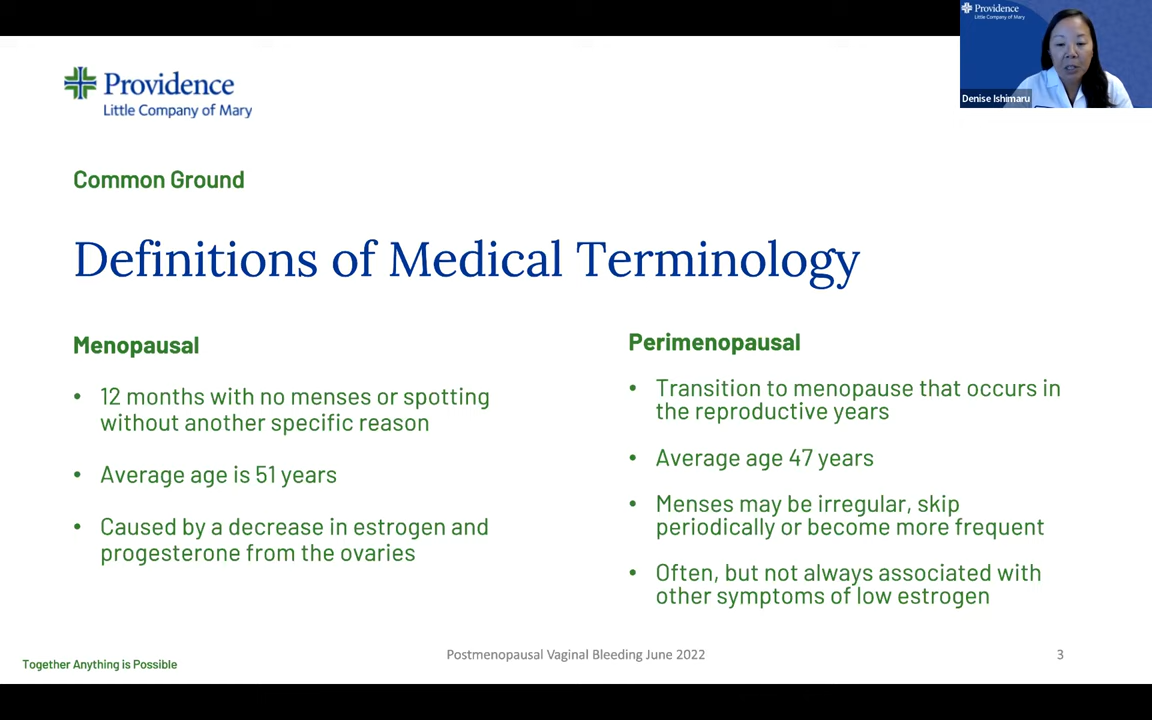 Providence
Little Company of Mary
Denise Ishimaru
Providence
Little Company of Mary
Common Ground
Definitions of Medical Terminology
Menopausal
• 12 months with no menses or spotting
without another specific reason
• Average age is 51 years
• Caused by a decrease in estrogen and
progesterone from the ovaries
Perimenopausal
• Transition to menopause that occurs in
the reproductive years
• Average age 47 years
• Menses may be irregular, skip
periodically or become more frequent
• Often, but not always associated with
other symptoms of low estrogen
Together Anything is Possible
Postmenopausal Vaginal Bleeding June 2022
3